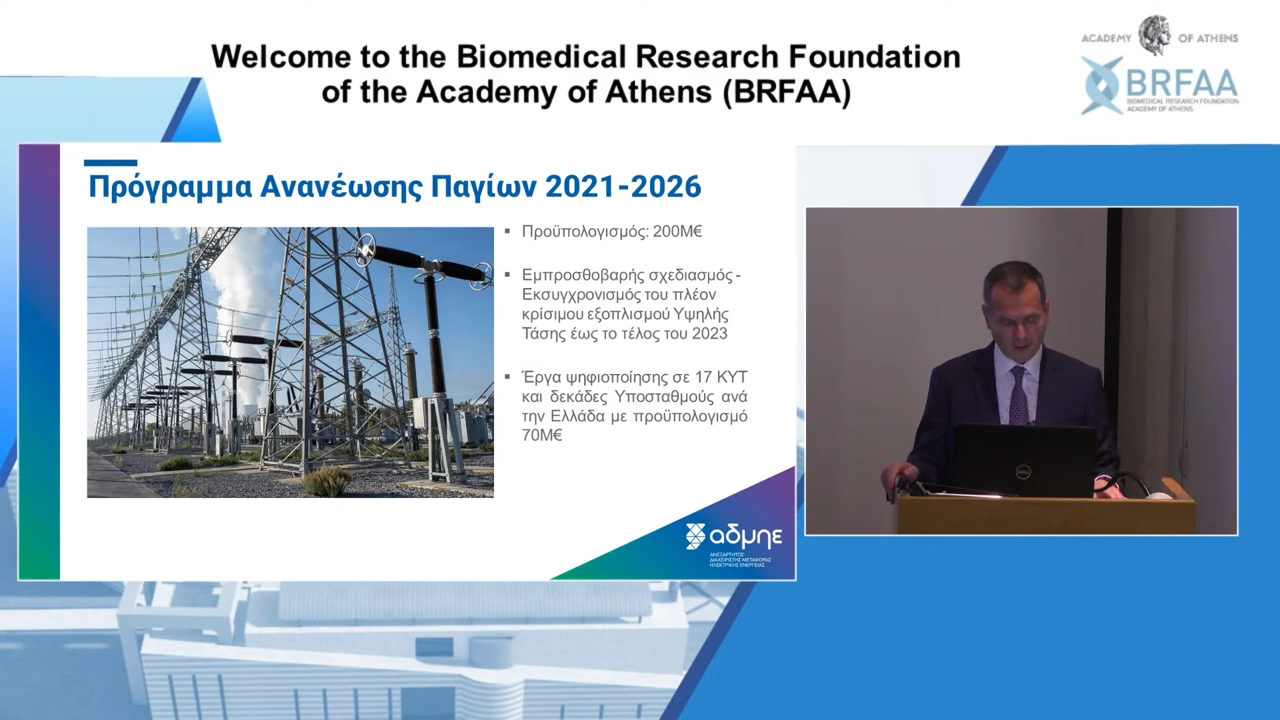 Welcome to the Biomedical Research Foundation
of the Academy of Athens (BRFAA)
ACADEMY OF ATHENS
BRFAA
BIOMEDICAL RESEARCH FOUNDATION
ACADEMY OF ATHENS
Πρόγραμμα Ανανέωσης Παγίων 2021-2026
▪ Προϋπολογισμός: 200Μ€
▪ Εμπροσθοβαρής σχεδιασμός -
Εκσυγχρονισμός του πλέον
κρίσιμου εξοπλισμού Υψηλής
Τάσης έως το τέλος του 2023
▪ Έργα ψηφιοποίησης σε 17 ΚΥΤ
και δεκάδες Υποσταθμούς ανά
την Ελλάδα με προϋπολογισμό
70Μ€
αδμηε
ΑΝΕΞΑΡΤΗΤΟΣ
ΔΙΑΧΕΙΡΙΣΤΗΣ ΜΕΤΑΦΟΡΑΣ
ΗΛΕΚΤΡΙΚΗΣ ΕΝΕΡΓΕΙΑΣ
DELL